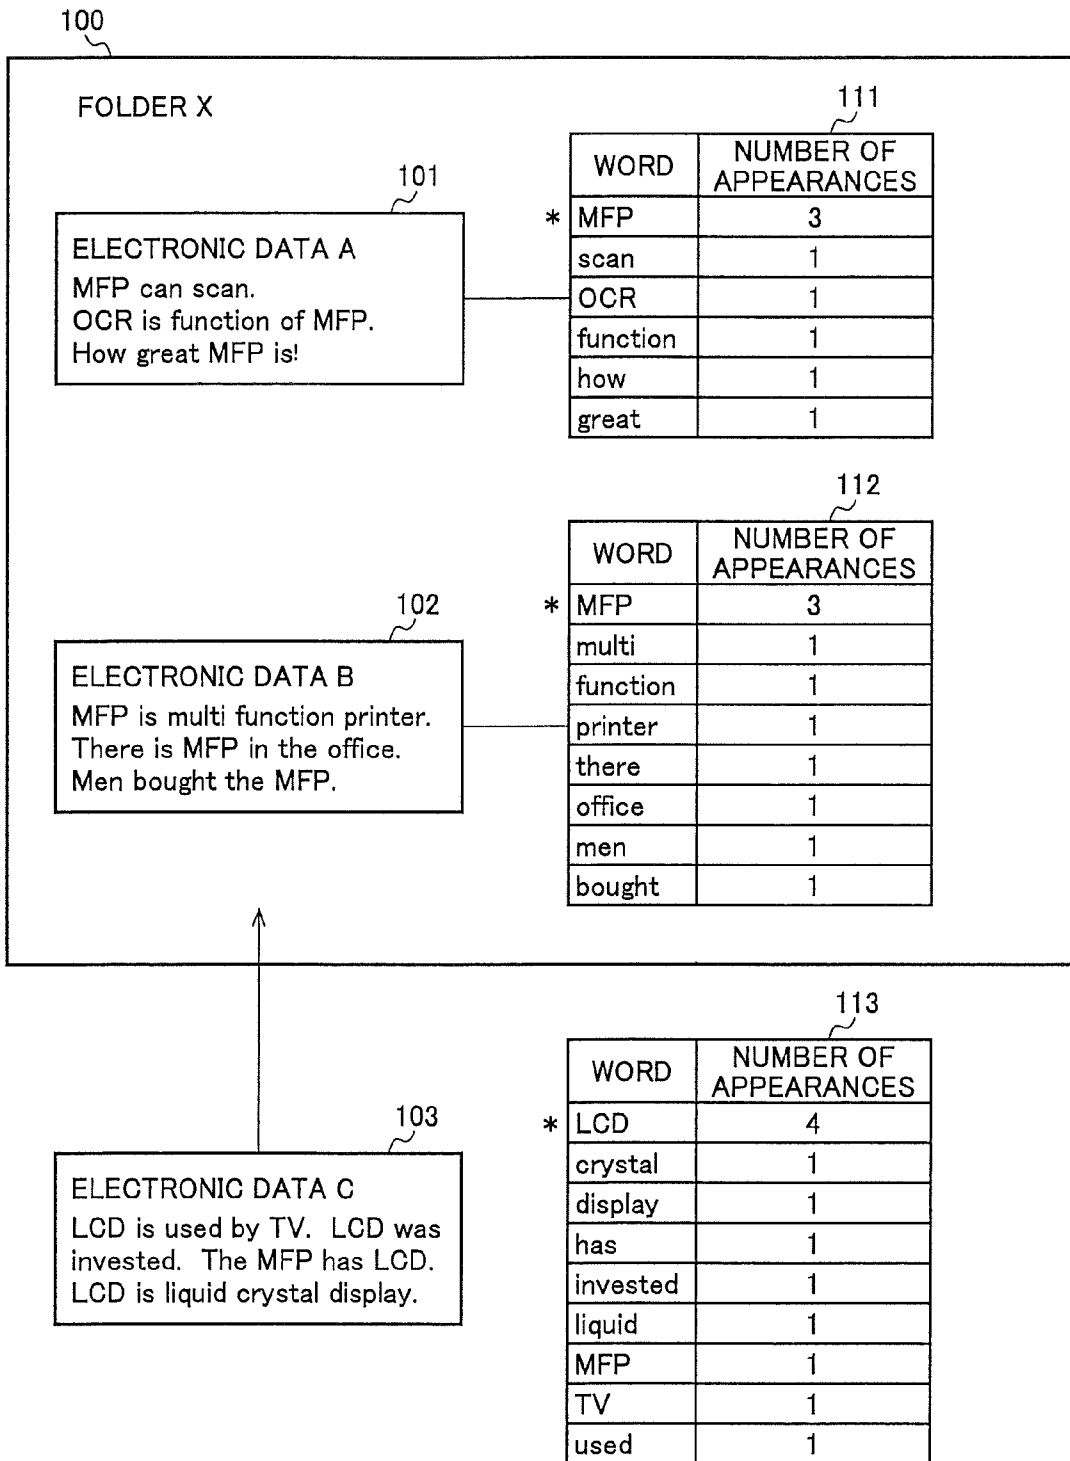 100
FOLDER X
101
ELECTRONIC DATA A
MFP can scan.
OCR is function of MFP.
How great MFP is!
111
WORD NUMBER OF APPEARANCES
* MFP 3
scan 1
OCR 1
function 1
how 1
great 1
102
ELECTRONIC DATA B
MFP is multi function printer.
There is MFP in the office.
Men bought the MFP.
112
WORD NUMBER OF APPEARANCES
* MFP 3
multi 1
function 1
printer 1
there 1
office 1
men 1
bought 1
103
ELECTRONIC DATA C
LCD is used by TV. LCD was
invested. The MFP has LCD.
LCD is liquid crystal display.
113
WORD NUMBER OF APPEARANCES
* LCD 4
crystal 1
display 1
has 1
invested 1
liquid 1
MFP 1
TV 1
used 1